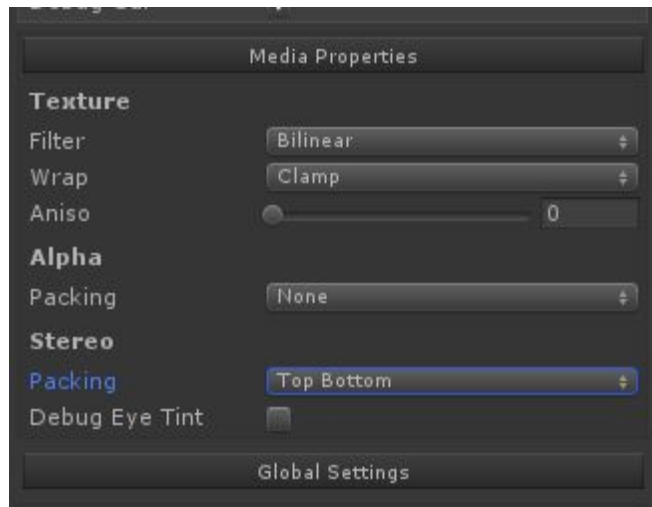 Media Properties
Texture
Filter Bilinear
Wrap Clamp
Aniso 0
Alpha
Packing None
Stereo
Packing Top Bottom
Debug Eye Tint
Global Settings